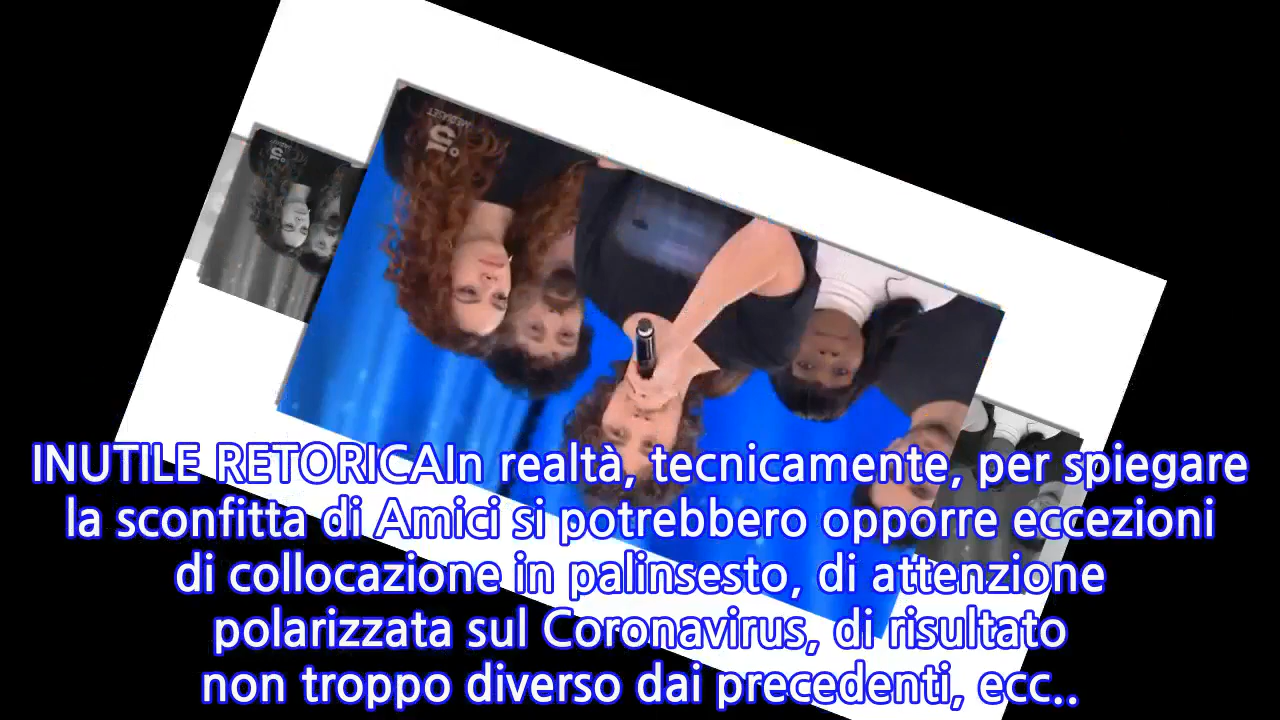 MEDIASET
INUTILE RETORICAIn realtà, tecnicamente, per spiegare
la sconfitta di Amici si potrebbero opporre eccezioni
di collocazione in palinsesto, di attenzione
polarizzata sul Coronavirus, di risultato
non troppo diverso dai precedenti, ecc..